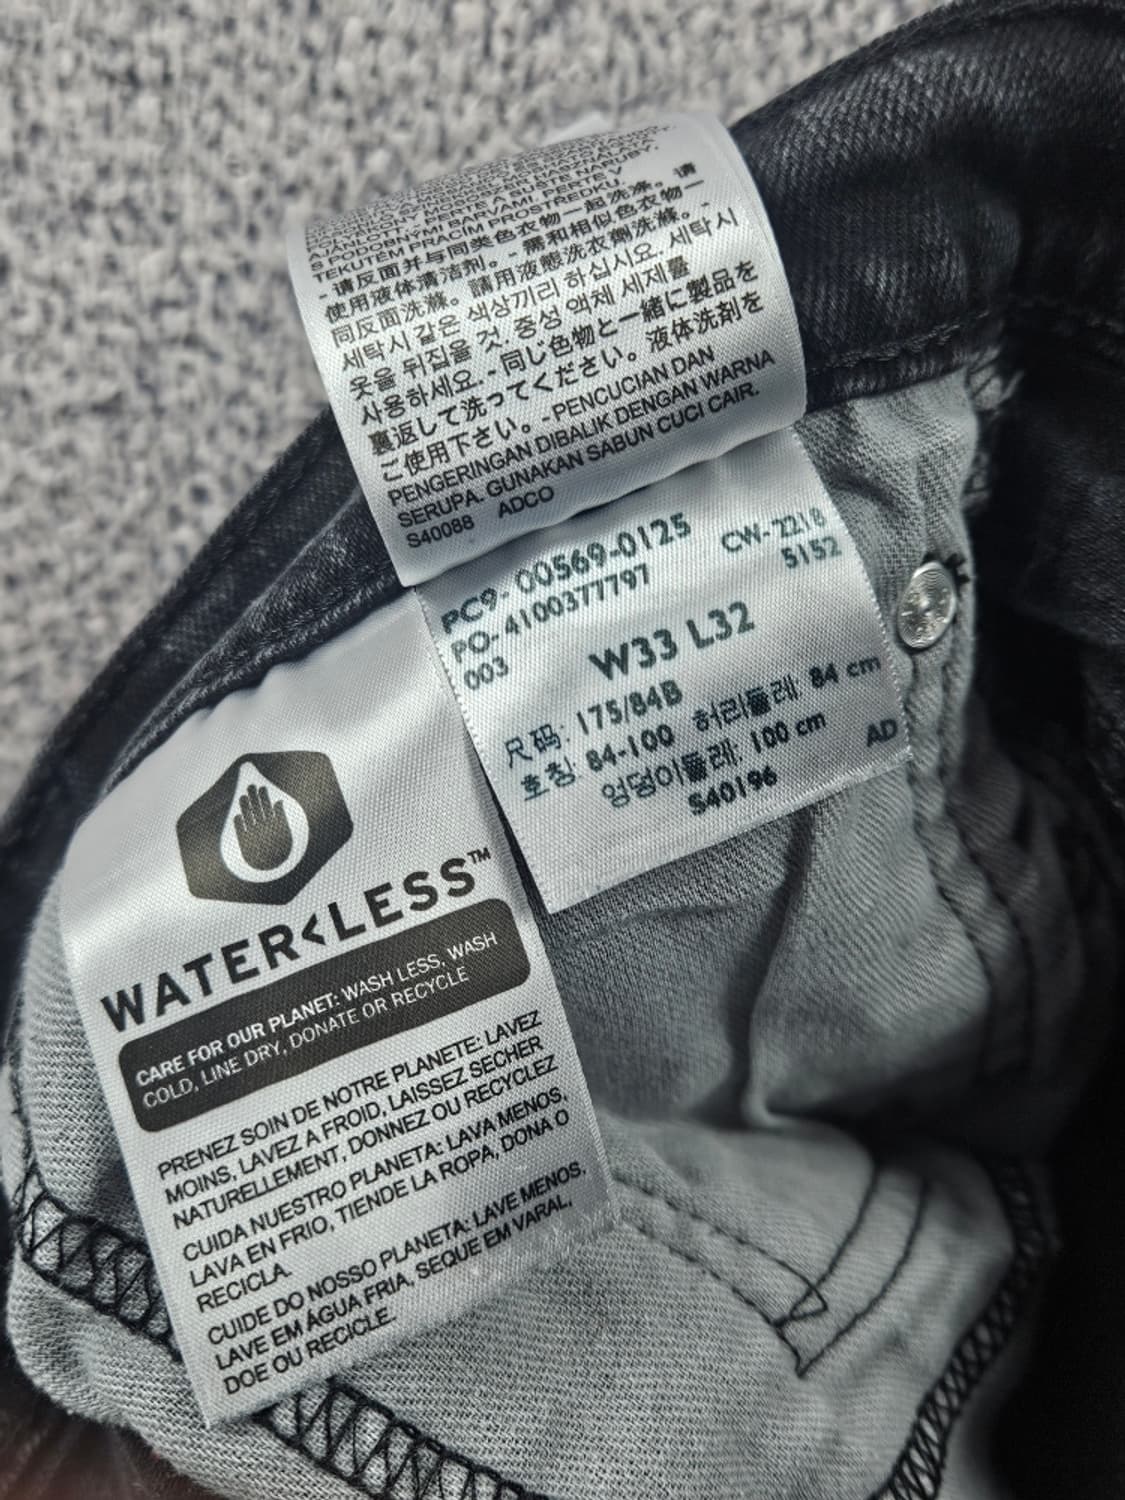 A PODOBNÝMI BARVAMI. PERTE V
TEKUTÉM PRACÍM PROSTŘEDKU.
- 请反面并与同类色衣物一起洗涤。请
使用液体清洁剂。- 需和相似色衣物一
同反面洗滌。請用液態洗衣劑洗滌。-
세탁시 같은 색상끼리 하십시요. 세탁시
옷을 뒤집을 것. 중성 액체 세제를
사용하세요. - 同じ色物と一緒に製品を
裏返して洗ってください。液体洗剤を
ご使用下さい。-PENCUCIAN DAN
PENGERINGAN DIBALIK DENGAN WARNA
SERUPA. GUNAKAN SABUN CUCI CAIR.
S40088 ADCO
PC9- 00569-0125 CW-2218
PO-4100377797 5152
003 W33 L32
尺码: 175/84B
호칭: 84-100 허리둘레: 84 cm
엉덩이둘레: 100 cm AD
S40196
WATER<LESS™
CARE FOR OUR PLANET: WASH LESS, WASH
COLD, LINE DRY, DONATE OR RECYCLE
PRENEZ SOIN DE NOTRE PLANETE: LAVEZ
MOINS, LAVEZ A FROID, LAISSEZ SECHER
NATURELLEMENT, DONNEZ OU RECYCLEZ
CUIDA NUESTRO PLANETA: LAVA MENOS,
LAVA EN FRIO, TIENDE LA ROPA, DONA O
RECICLA.
CUIDE DO NOSSO PLANETA: LAVE MENOS,
LAVE EM ÁGUA FRIA, SEQUE EM VARAL,
DOE OU RECICLE.